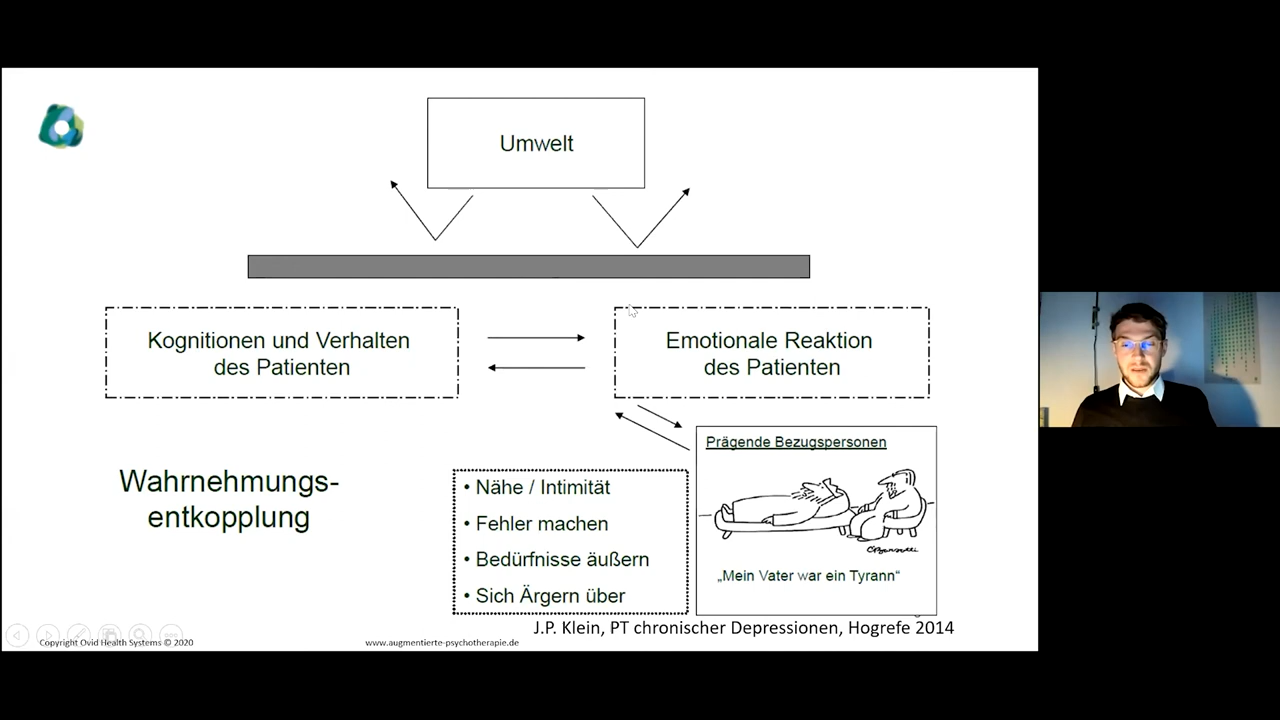 Umwelt
Kognitionen und Verhalten
des Patienten
Emotionale Reaktion
des Patienten
Wahrnehmungs-
entkopplung
• Nähe / Intimität
• Fehler machen
• Bedürfnisse äußern
• Sich Ärgern über
Prägende Bezugspersonen
„Mein Vater war ein Tyrann“
J.P. Klein, PT chronischer Depressionen, Hogrefe 2014
Copyright Ovid Health Systems © 2020
www.augmentierte-psychotherapie.de